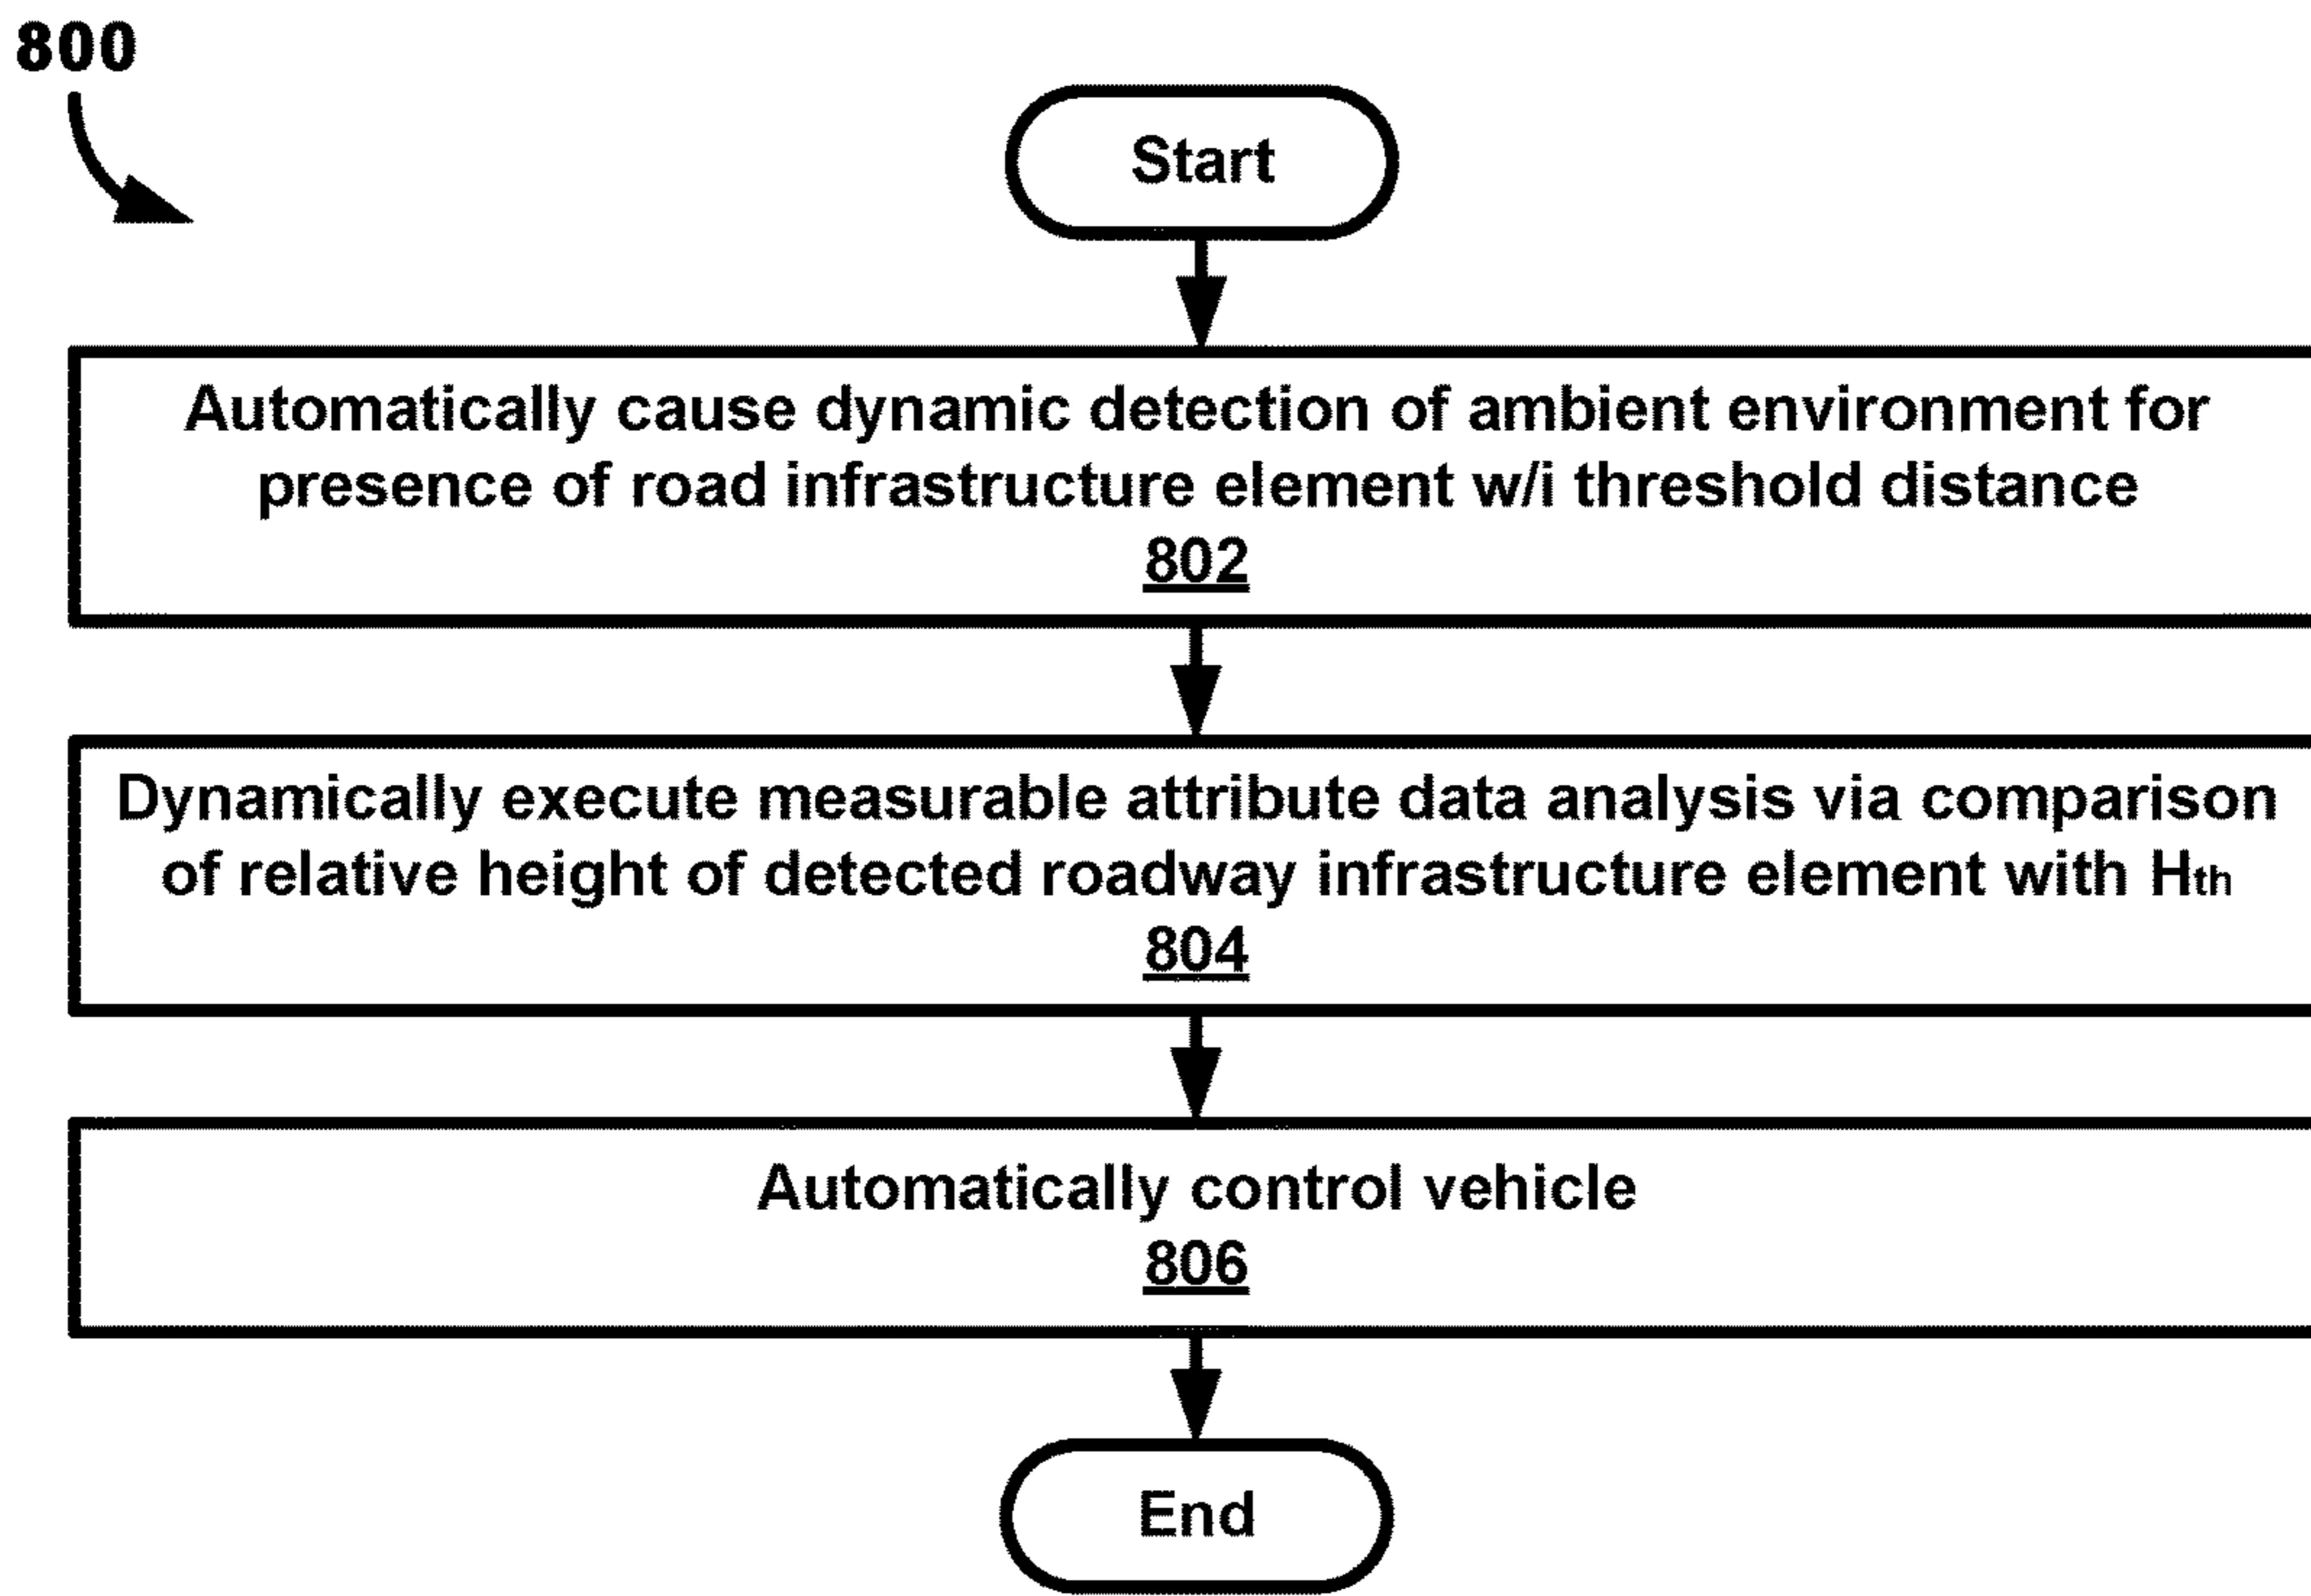 800
Start
Automatically cause dynamic detection of ambient environment for
presence of road infrastructure element w/i threshold distance
802
Dynamically execute measurable attribute data analysis via comparison
of relative height of detected roadway infrastructure element with Hth
804
Automatically control vehicle
806
End